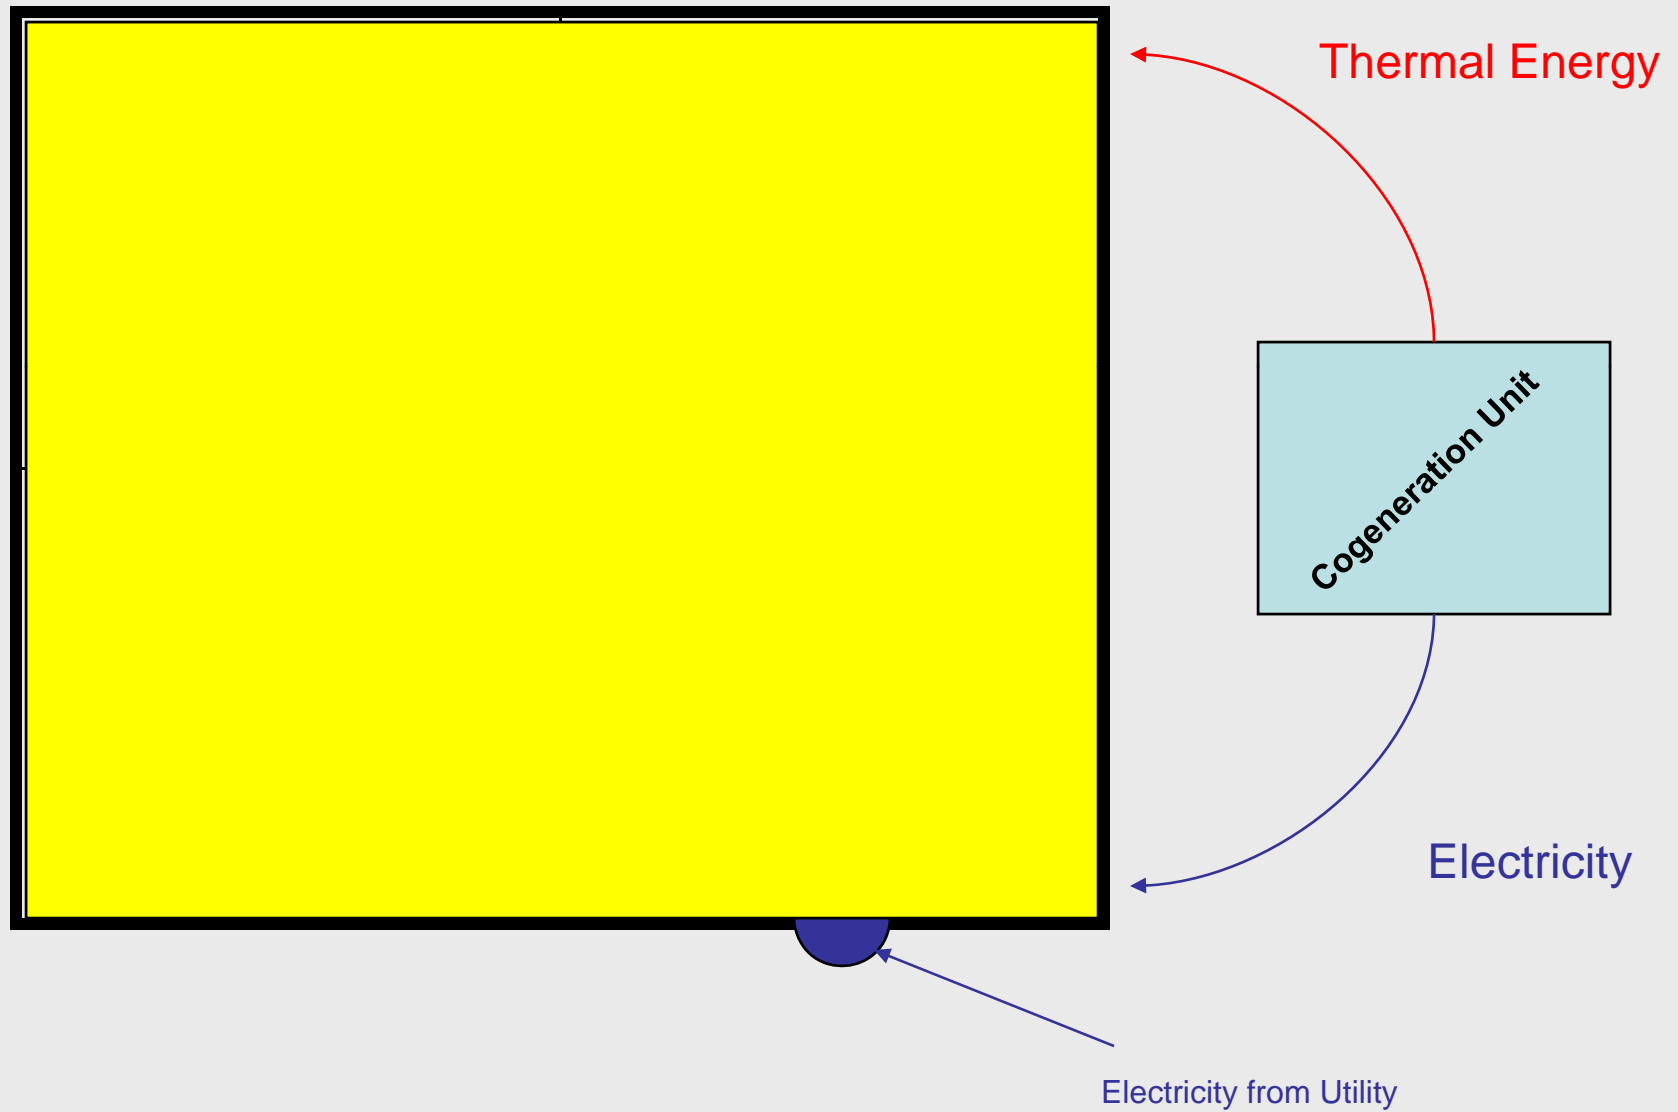 Thermal Energy
Cogeneration Unit
Electricity
Electricity from Utility